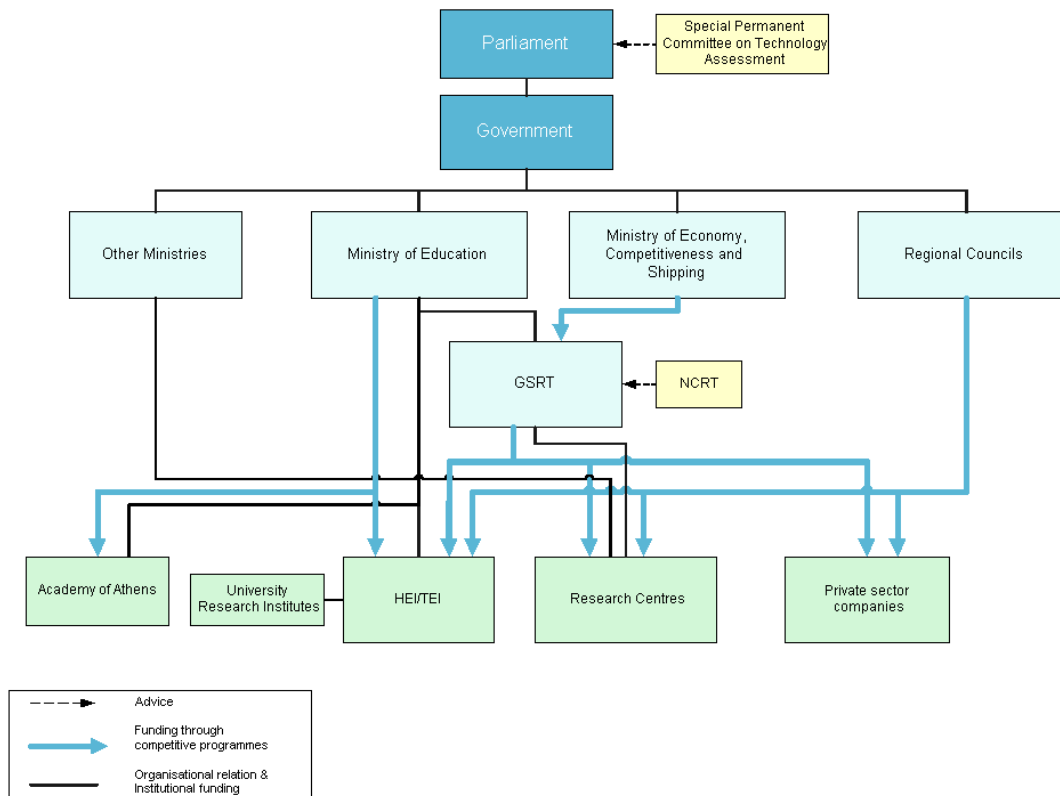 Parliament
Special Permanent
Committee on Technology
Assessment
Government
Other Ministries
Ministry of Education
Ministry of Economy,
Competitiveness and
Shipping
Regional Councils
GSRT
NCRT
Academy of Athens
University
Research Institutes
HEI/TEI
Research Centres
Private sector
companies
Advice
Funding through
competitive programmes
Organisational relation &
Institutional funding